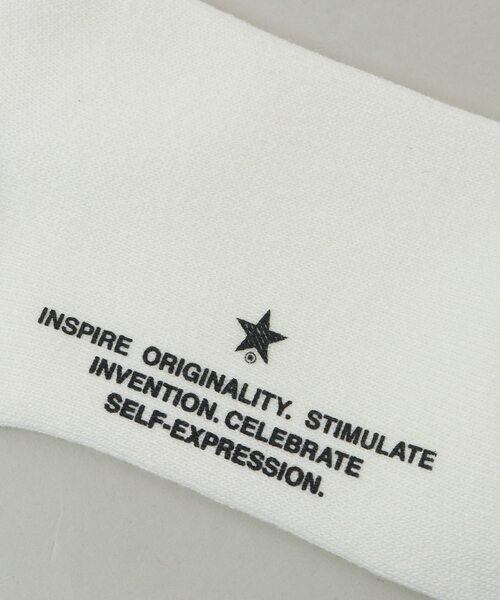 INSPIRE ORIGINALITY. STIMULATE
INVENTION. CELEBRATE
SELF-EXPRESSION.